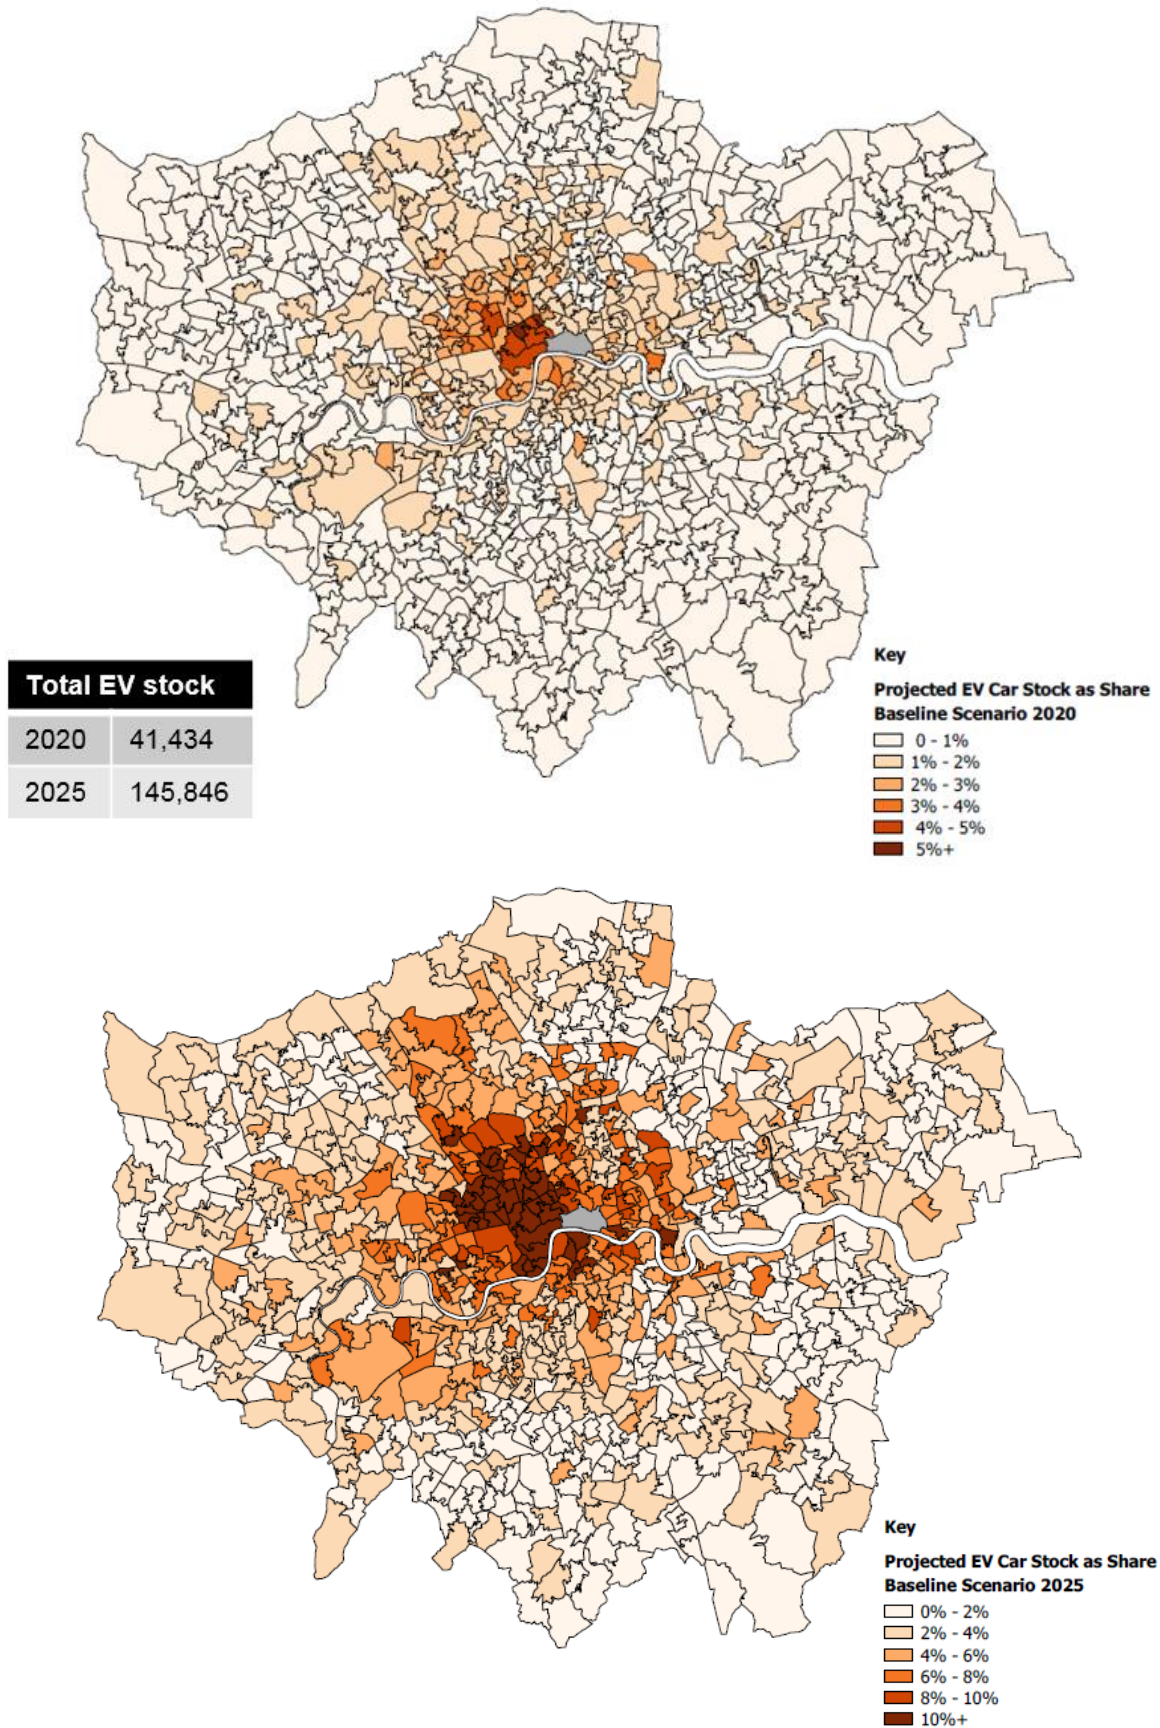 Total EV stock
2020 41,434
2025 145,846
Key
Projected EV Car Stock as Share
Baseline Scenario 2020
0 - 1%
1% - 2%
2% - 3%
3% - 4%
4% - 5%
5%+
Key
Projected EV Car Stock as Share
Baseline Scenario 2025
0% - 2%
2% - 4%
4% - 6%
6% - 8%
8% - 10%
10%+